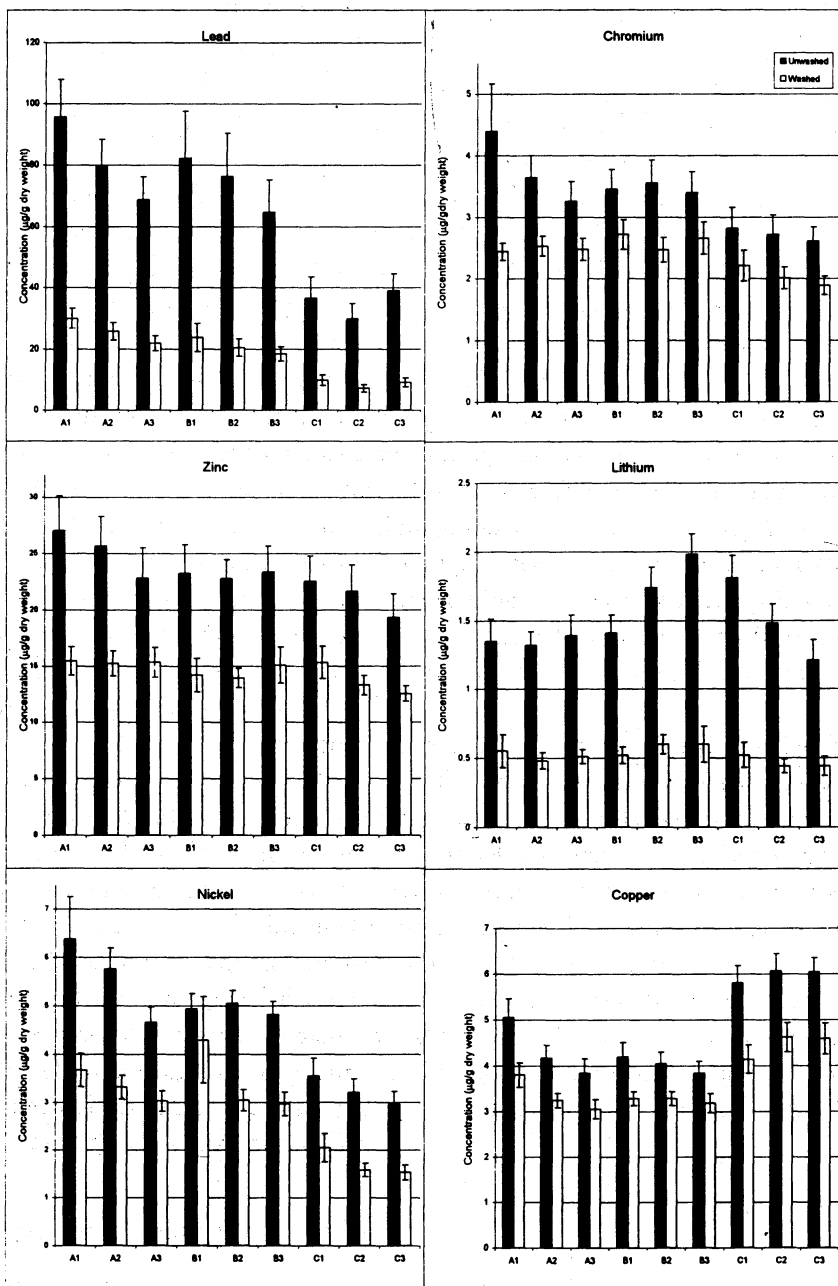 Lead
Concentration (µg/g dry weight)
120
100
80
60
40
20
0
A1 A2 A3 B1 B2 B3 C1 C2 C3
Chromium
Unwashed
Washed
Concentration (µg/gdry weight)
5
4
3
2
1
0
A1 A2 A3 B1 B2 B3 C1 C2 C3
Zinc
Concentration (µg/g dry weight)
30
25
20
15
10
5
0
A1 A2 A3 B1 B2 B3 C1 C2 C3
Lithium
Concentration (µg/g dry weight)
2.5
2
1.5
1
0.5
0
A1 A2 A3 B1 B2 B3 C1 C2 C3
Nickel
Concentration (µg/g dry weight)
7
6
5
4
3
2
1
0
A1 A2 A3 B1 B2 B3 C1 C2 C3
Copper
Concentration (µg/g dry weight)
7
6
5
4
3
2
1
0
A1 A2 A3 B1 B2 B3 C1 C2 C3